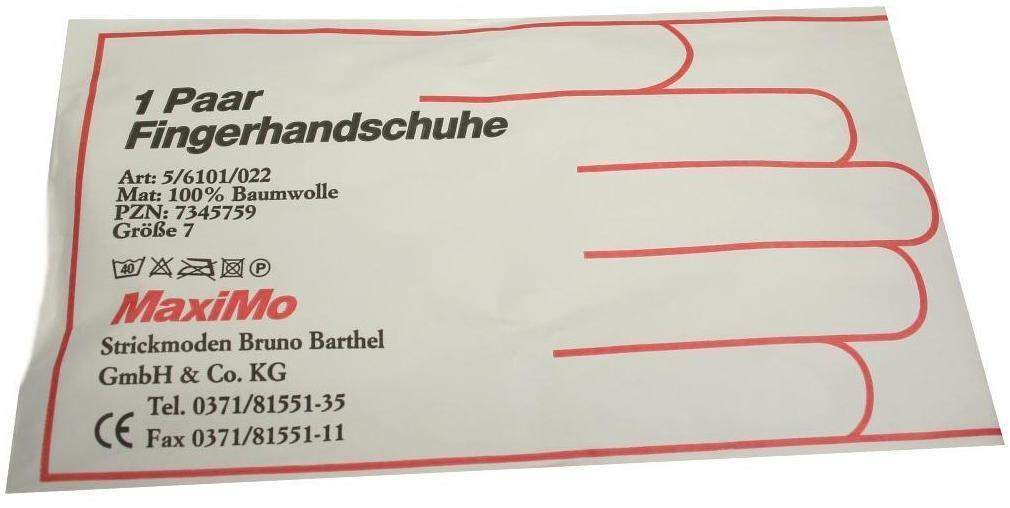 1 Paar
Fingerhandschuhe
Art: 5/6101/022
Mat: 100% Baumwolle
PZN: 7345759
Größe 7
40 P
MaxiMo
Strickmoden Bruno Barthel
GmbH & Co. KG
Tel. 0371/81551-35
CE Fax 0371/81551-11